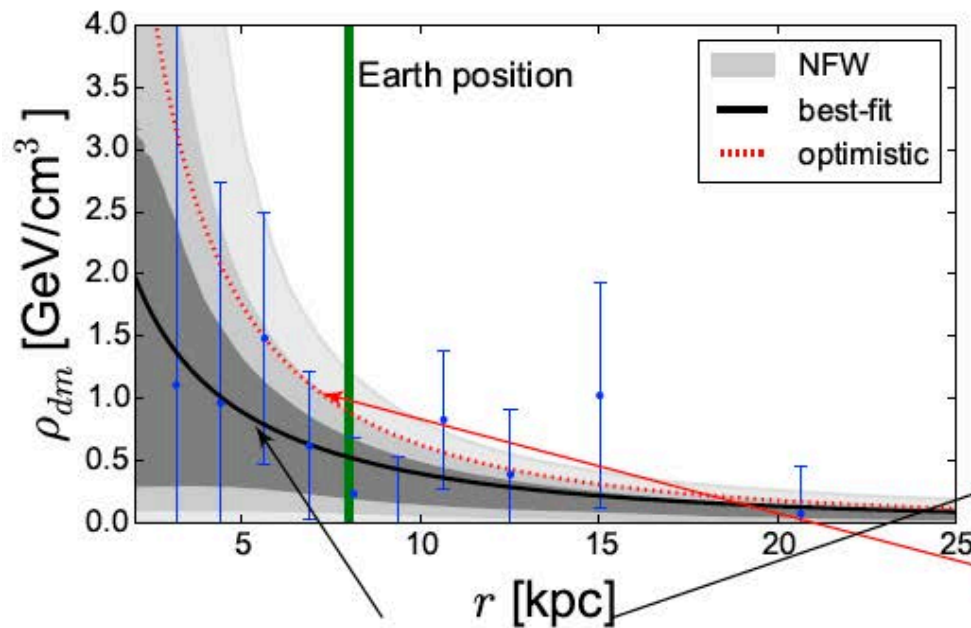 4.0
3.5
3.0
2.5
2.0
1.5
1.0
0.5
0.0
ρ_dm [GeV/cm³]
Earth position
NFW
best-fit
optimistic
5 10 15 20 25
r [kpc]